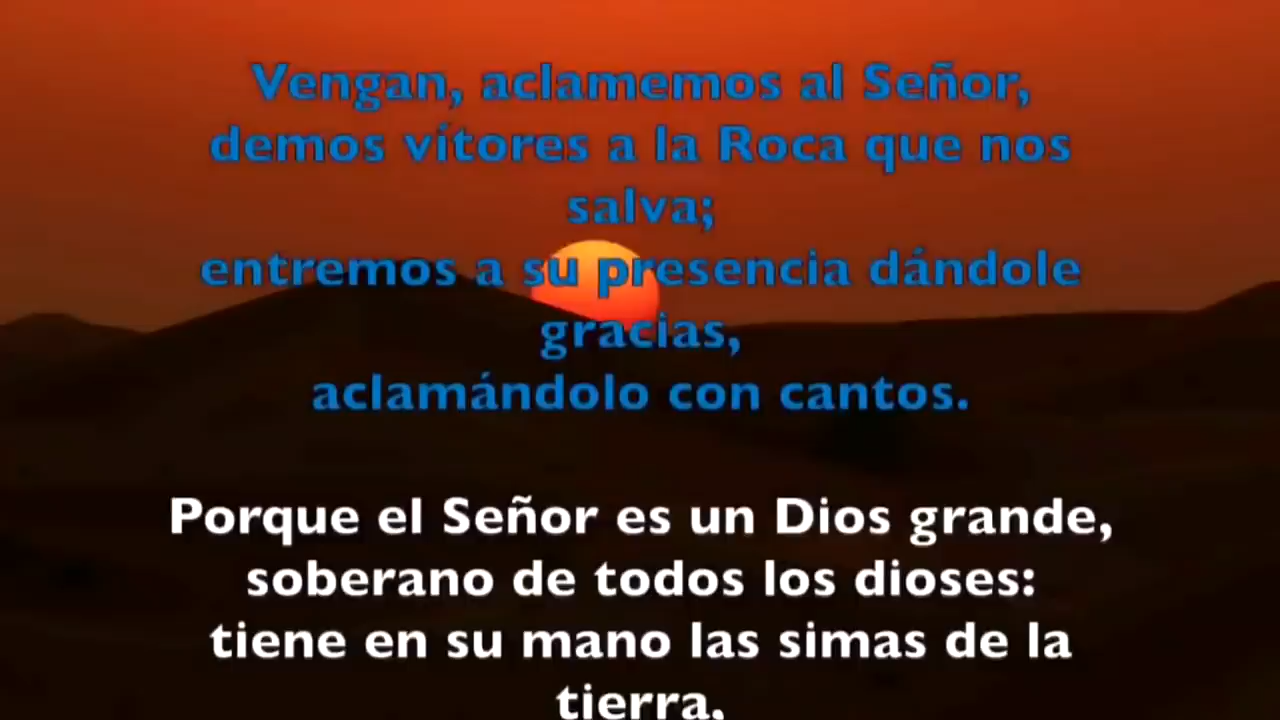 Vengan, aclamemos al Señor,
demos vítores a la Roca que nos
salva;
entremos a su presencia dándole
gracias,
aclamándolo con cantos.
Porque el Señor es un Dios grande,
soberano de todos los dioses:
tiene en su mano las simas de la
tierra,